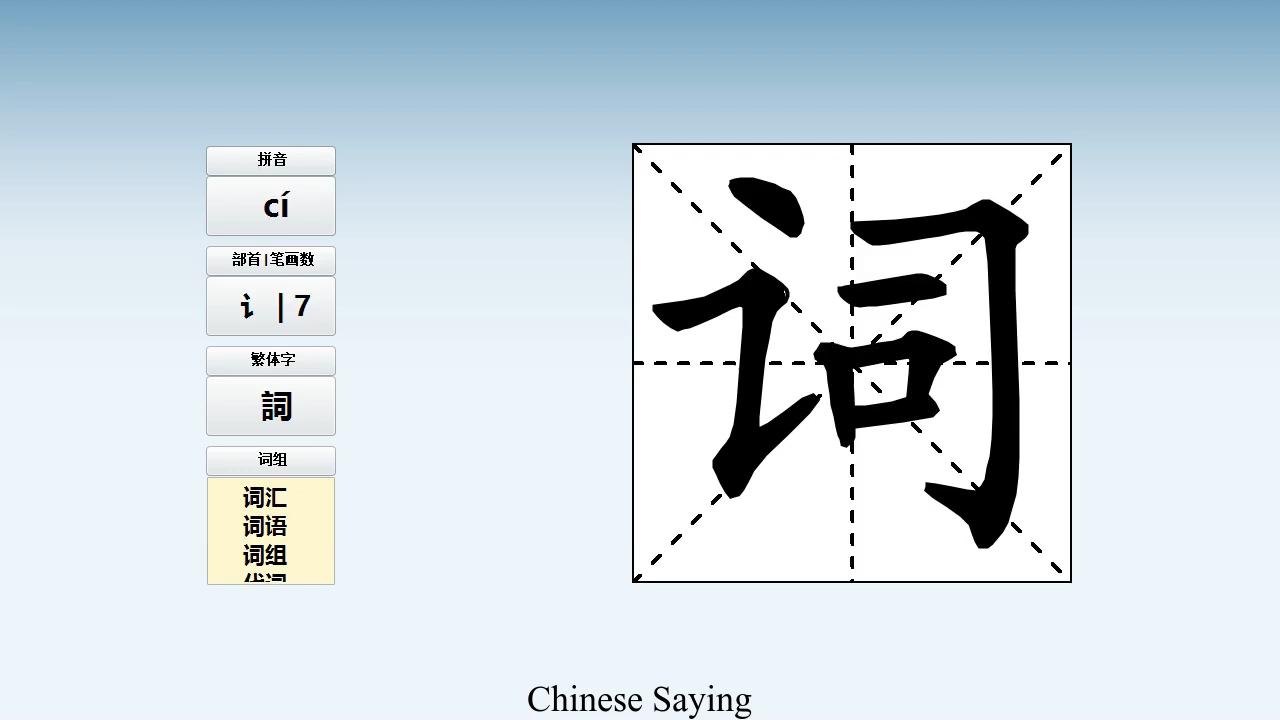 拼音
cí
部首|笔画数
讠 | 7
繁体字
詞
词组
词汇
词语
词组
词
Chinese Saying